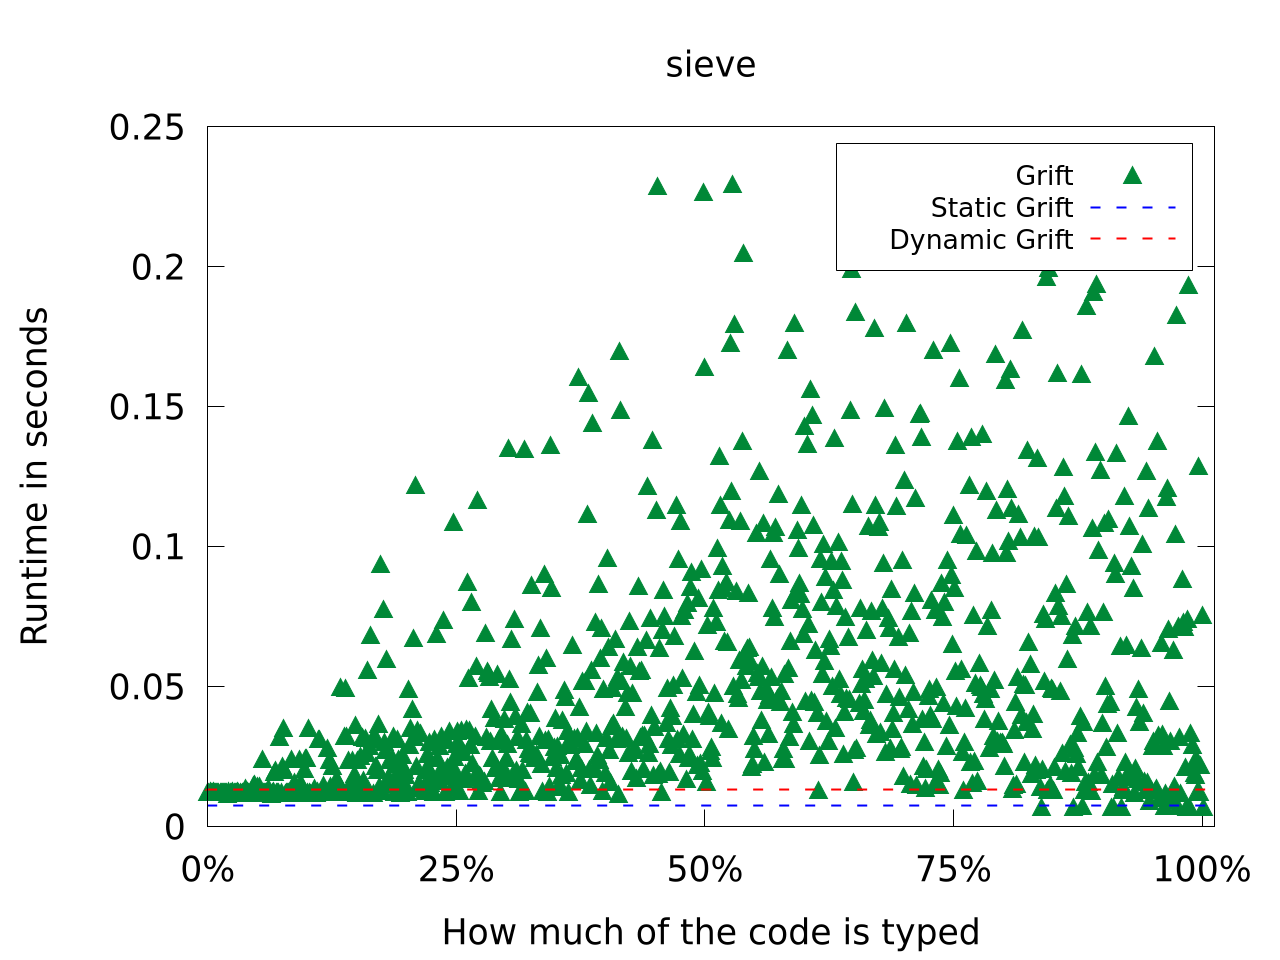 sieve
0.25
0.2
0.15
0.1
0.05
0
Runtime in seconds
Grift
Static Grift
Dynamic Grift
0% 25% 50% 75% 100%
How much of the code is typed